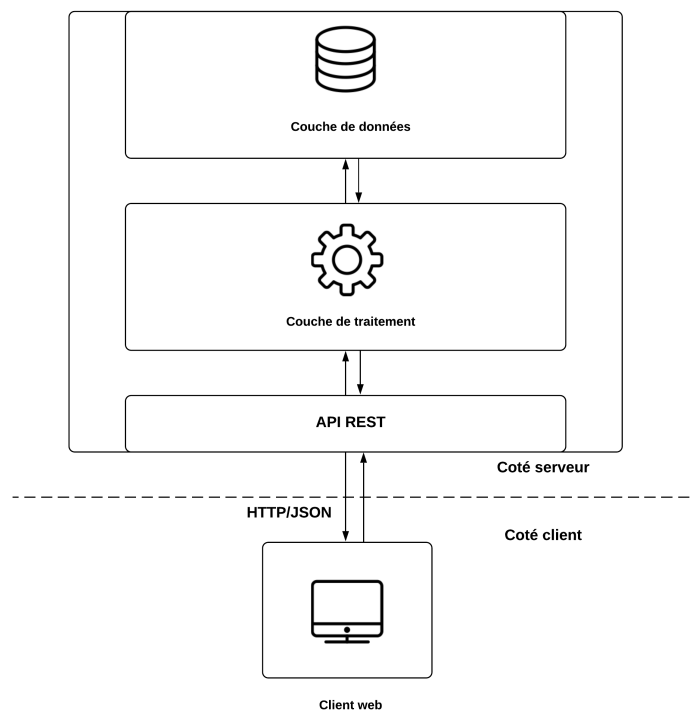 Couche de données
Couche de traitement
API REST
Coté serveur
HTTP/JSON
Coté client
Client web